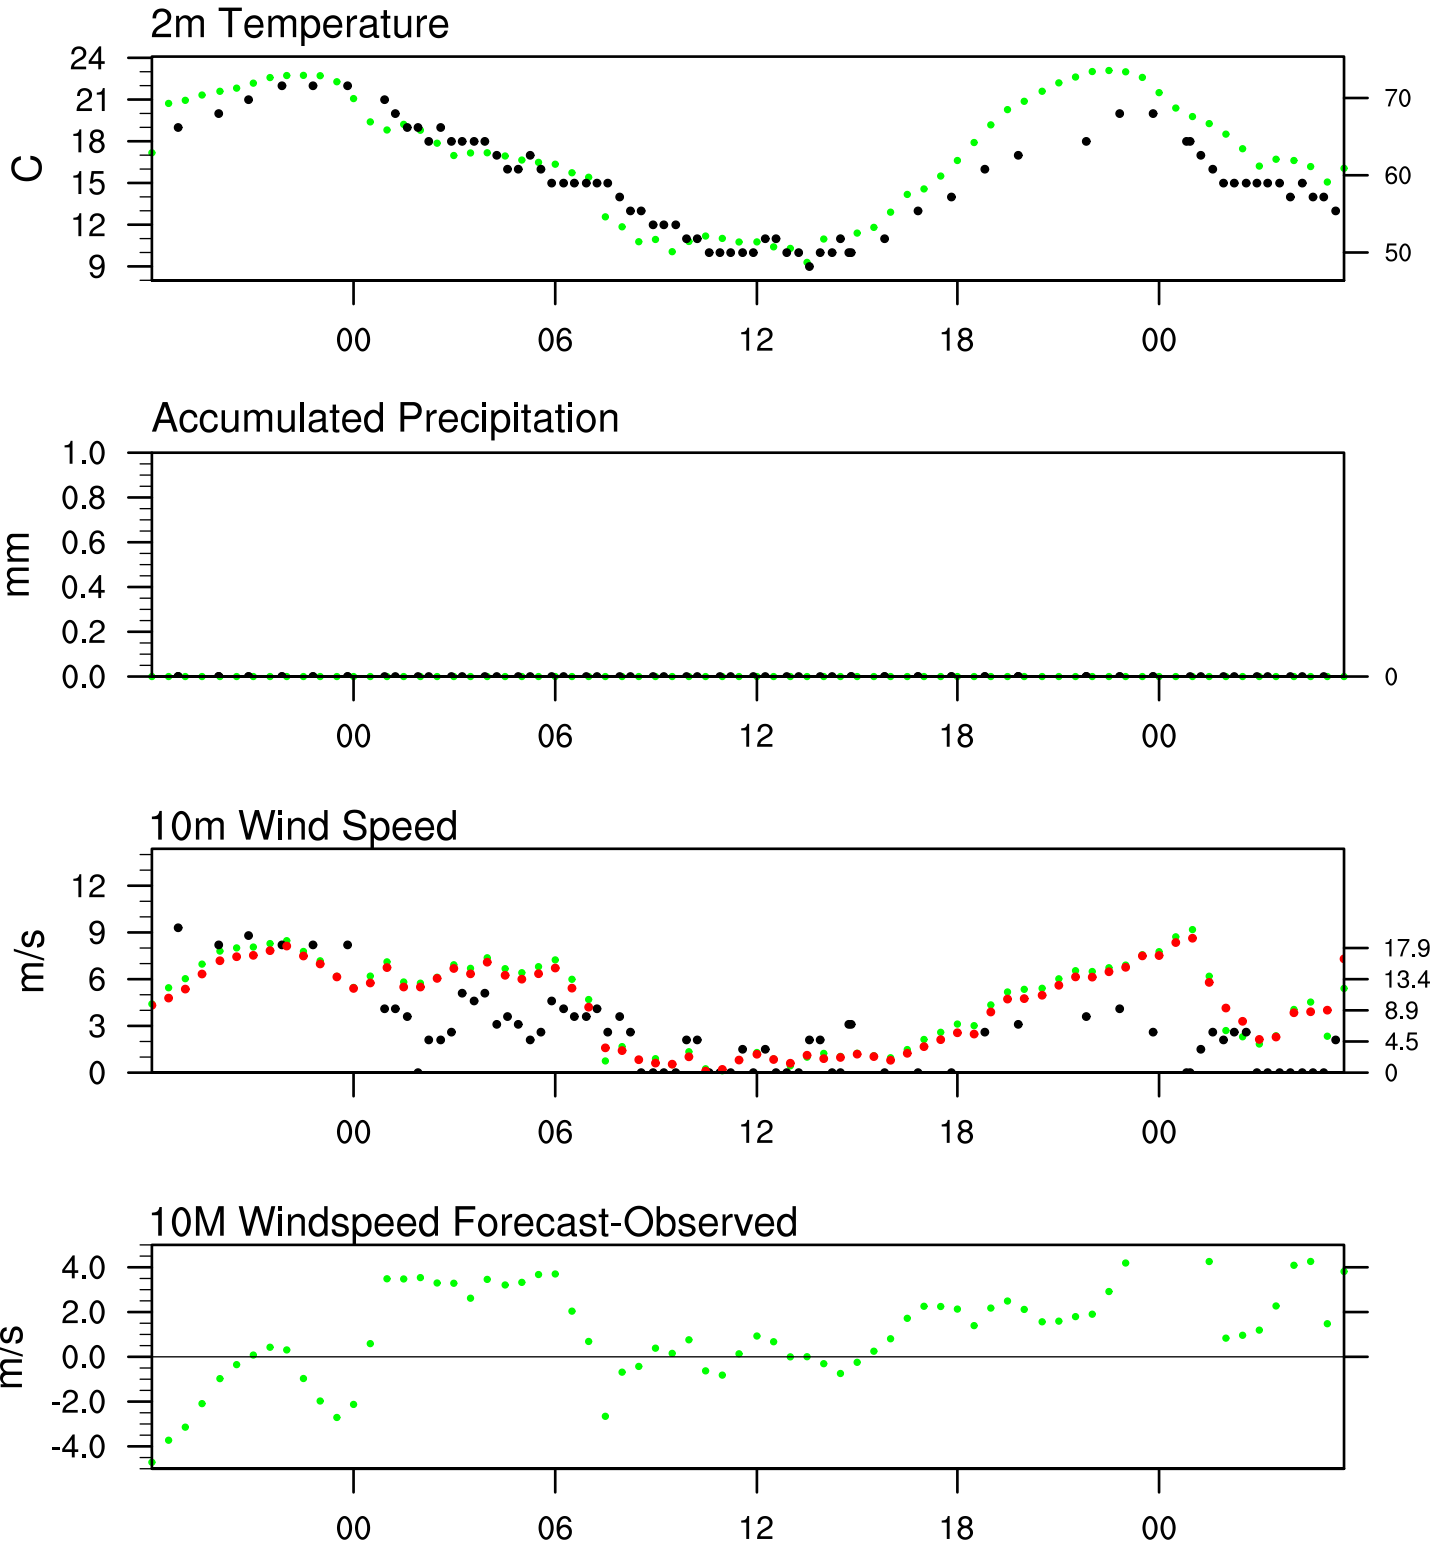 2m Temperature
24
21
18
15
12
9
C
70
60
50
00 06 12 18 00
Accumulated Precipitation
1.0
0.8
0.6
0.4
0.2
0.0
mm
0
00 06 12 18 00
10m Wind Speed
12
9
6
3
0
m/s
17.9
13.4
8.9
4.5
0
00 06 12 18 00
10M Windspeed Forecast-Observed
4.0
2.0
0.0
-2.0
-4.0
m/s
00 06 12 18 00